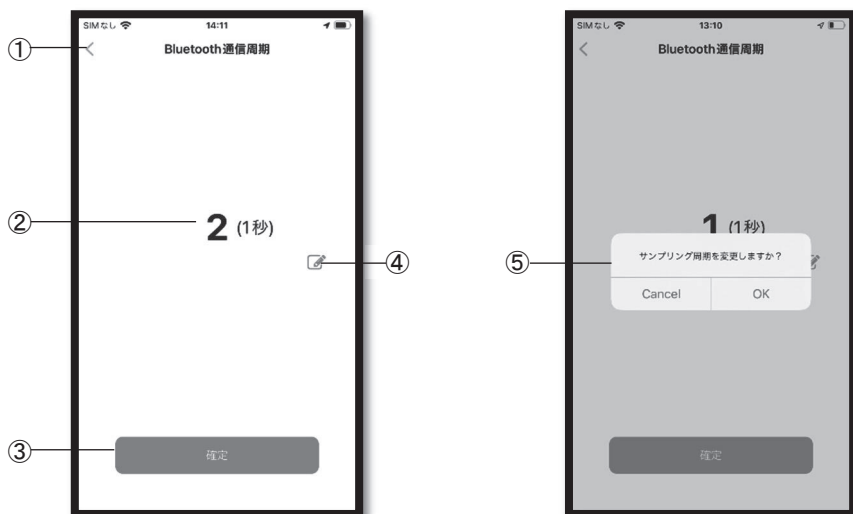 SIMなし 14:11
① Bluetooth通信周期
② 2 (1秒)
④
③ 確定
SIMなし 13:10
Bluetooth通信周期
1 (1秒)
⑤ サンプリング周期を変更しますか?
Cancel OK
確定